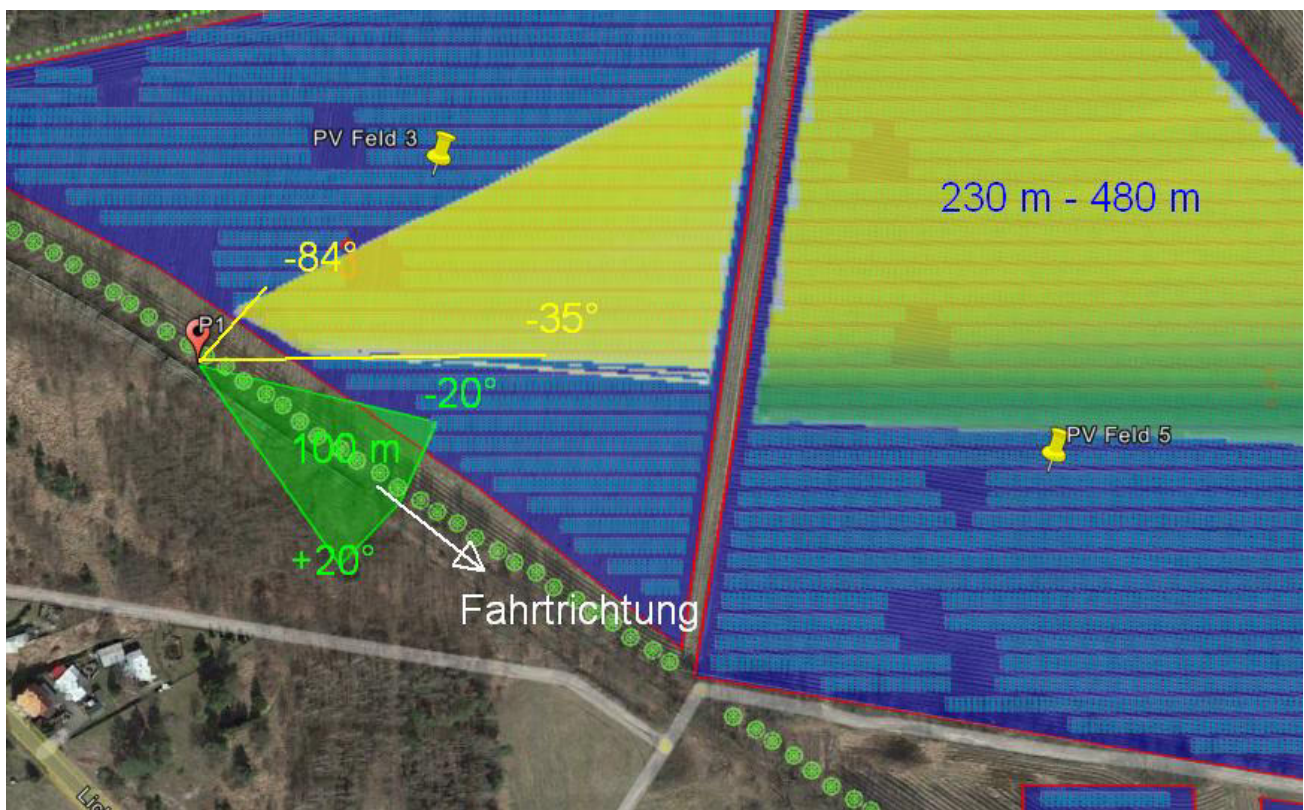 PV Feld 3
230 m - 480 m
-84°
P1
-35°
-20°
100 m
PV Feld 5
+20°
Fahrtrichtung